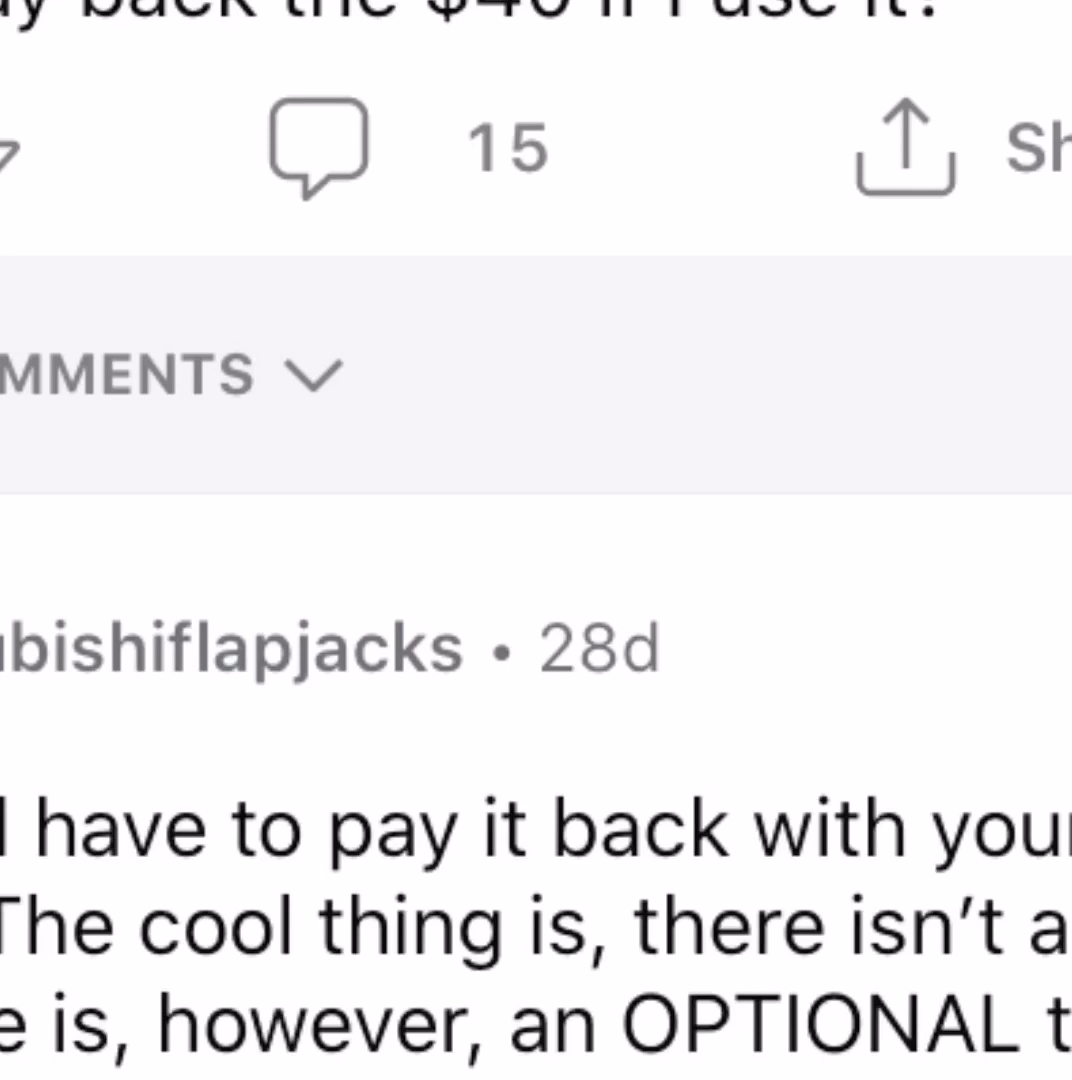 back the $40 if I use it?
15
Sh
MMENTS
ubishiflapjacks • 28d
have to pay it back with your
The cool thing is, there isn’t a
e is, however, an OPTIONAL t